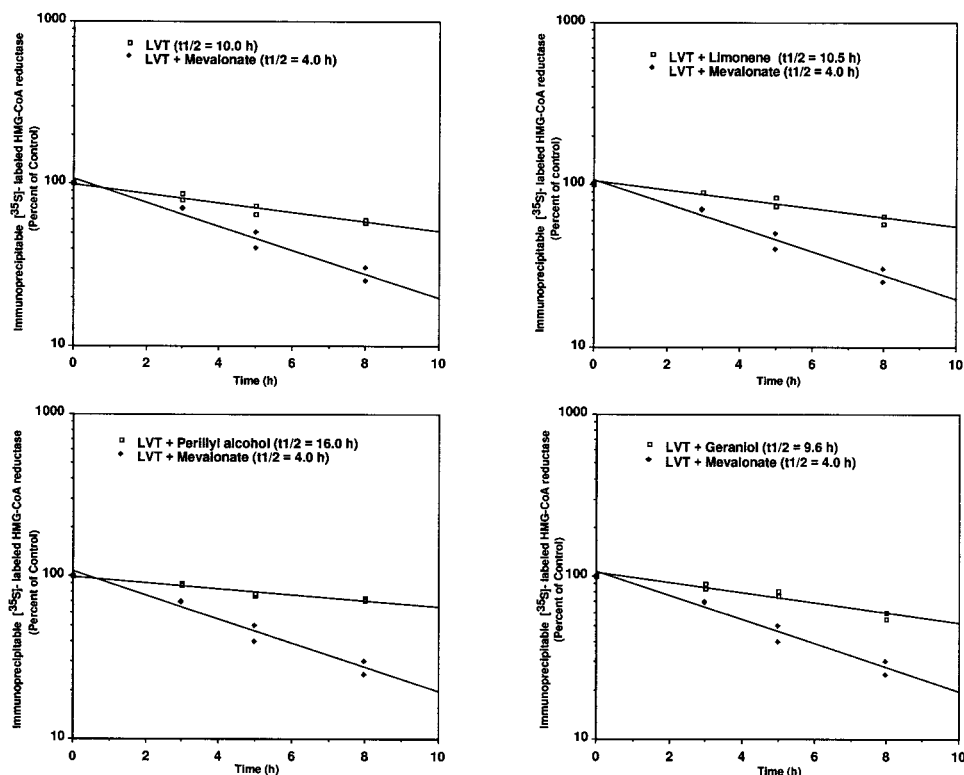 1000
LVT (t1/2 = 10.0 h)
LVT + Mevalonate (t1/2 = 4.0 h)
100
10
0 2 4 6 8 10
Time (h)
Immunoprecipitable [35S]- labeled HMG-CoA reductase
(Percent of Control)
1000
LVT + Limonene (t1/2 = 10.5 h)
LVT + Mevalonate (t1/2 = 4.0 h)
100
10
0 2 4 6 8 10
Time (h)
Immunoprecipitable [35S]- labeled HMG-CoA reductase
(Percent of Control)
1000
LVT + Perillyl alcohol (t1/2 = 16.0 h)
LVT + Mevalonate (t1/2 = 4.0 h)
100
10
0 2 4 6 8 10
Time (h)
Immunoprecipitable [35S]- labeled HMG-CoA reductase
(Percent of Control)
1000
LVT + Geraniol (t1/2 = 9.6 h)
LVT + Mevalonate (t1/2 = 4.0 h)
100
10
0 2 4 6 8 10
Time (h)
Immunoprecipitable [35S]- labeled HMG-CoA reductase
(Percent of Control)